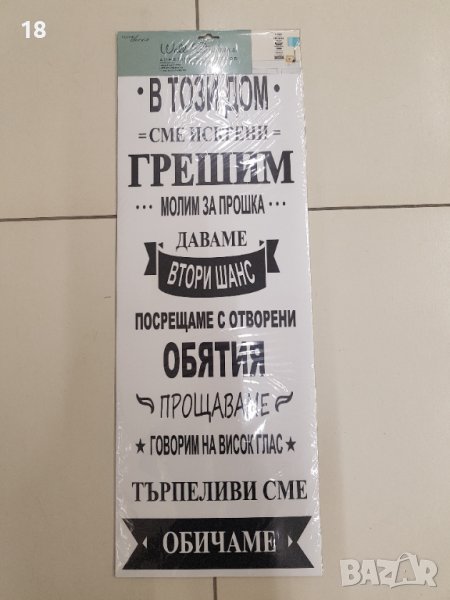 18
В ТОЗИ ДОМ
СМЕ ИСКРЕНИ
ГРЕШИМ
МОЛИМ ЗА ПРОШКА
ДАВАМЕ
ВТОРИ ШАНС
ПОСРЕЩАМЕ С ОТВОРЕНИ
ОБЯТИЯ
ПРОЩАВАМЕ
ГОВОРИМ НА ВИСОК ГЛАС
ТЪРПЕЛИВИ СМЕ
ОБИЧАМЕ
BAZAR